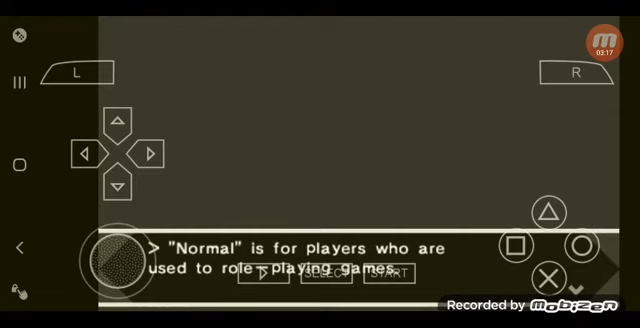 03:17
L
R
> "Normal" is for players who are
used to role-playing games.
SELECT START
Recorded by Mobizen